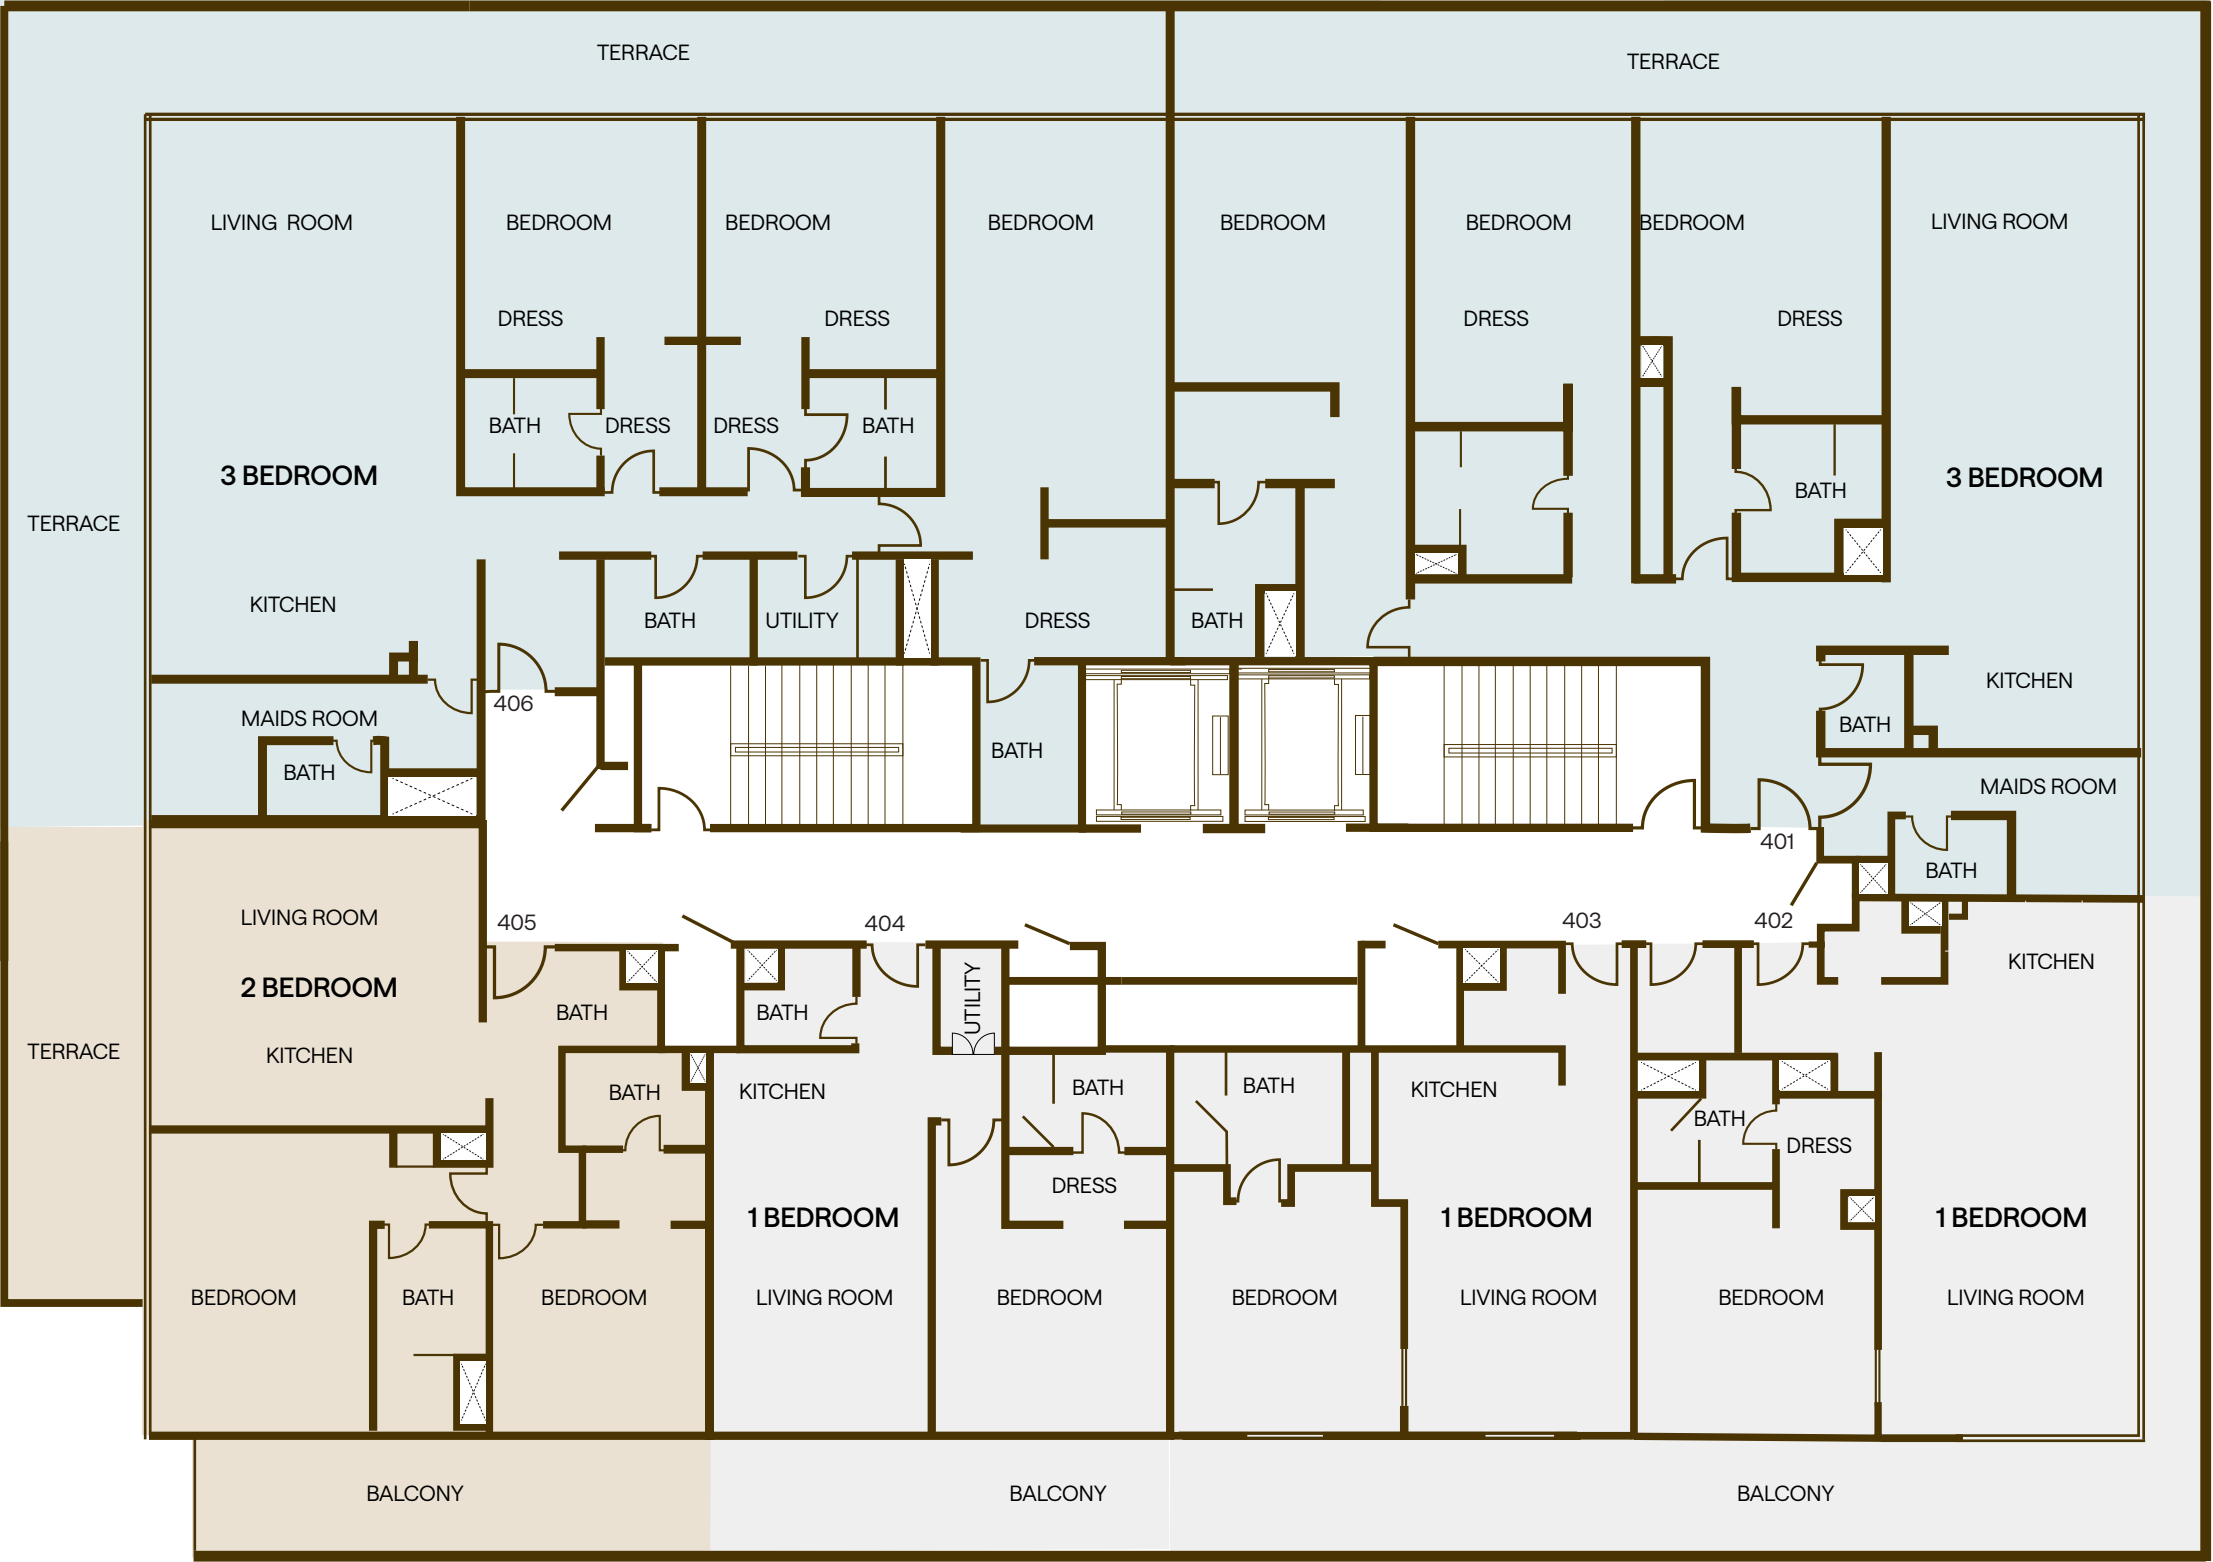 TERRACE
TERRACE
LIVING ROOM
BEDROOM
BEDROOM
BEDROOM
BEDROOM
BEDROOM
BEDROOM
LIVING ROOM
DRESS
DRESS
DRESS
DRESS
BATH
DRESS
DRESS
BATH
3 BEDROOM
3 BEDROOM
BATH
TERRACE
KITCHEN
BATH
UTILITY
DRESS
BATH
KITCHEN
406
MAIDS ROOM
BATH
BATH
BATH
MAIDS ROOM
401
BATH
LIVING ROOM
405
404
403
402
KITCHEN
2 BEDROOM
UTILITY
BATH
BATH
TERRACE
KITCHEN
BATH
KITCHEN
BATH
BATH
KITCHEN
BATH
DRESS
DRESS
1 BEDROOM
1 BEDROOM
1 BEDROOM
BEDROOM
BATH
BEDROOM
LIVING ROOM
BEDROOM
BEDROOM
LIVING ROOM
BEDROOM
LIVING ROOM
BALCONY
BALCONY
BALCONY